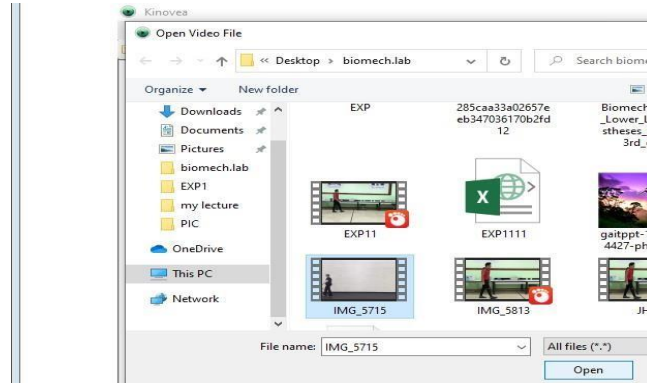 Kinovea
Open Video File
« Desktop › biomech.lab
Search biome
Organize
New folder
Downloads
Documents
Pictures
biomech.lab
EXP1
my lecture
PIC
OneDrive
This PC
Network
EXP
285caa33a02657e
eb347036170b2fd
12
Biomech
_Lower_L
stheses_
3rd_
EXP11
EXP1111
gaitppt-
4427-ph
IMG_5715
IMG_5813
JH
File name: IMG_5715
All files (*.*)
Open